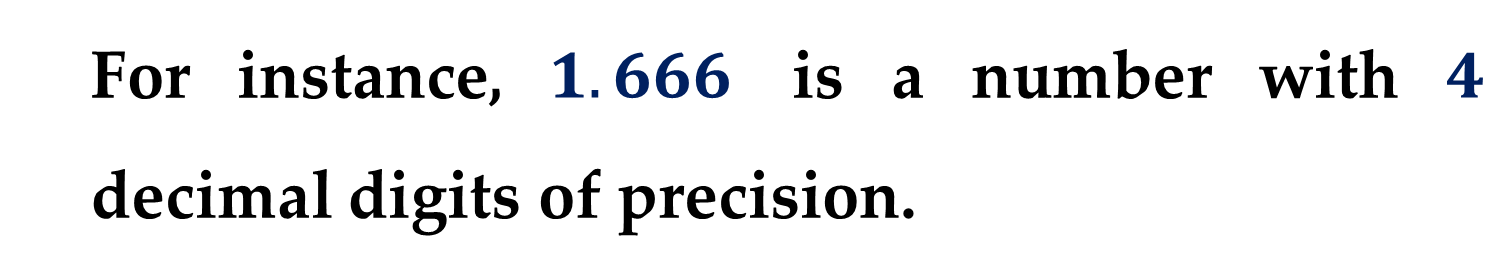 For instance, 1.666 is a number with 4
decimal digits of precision.